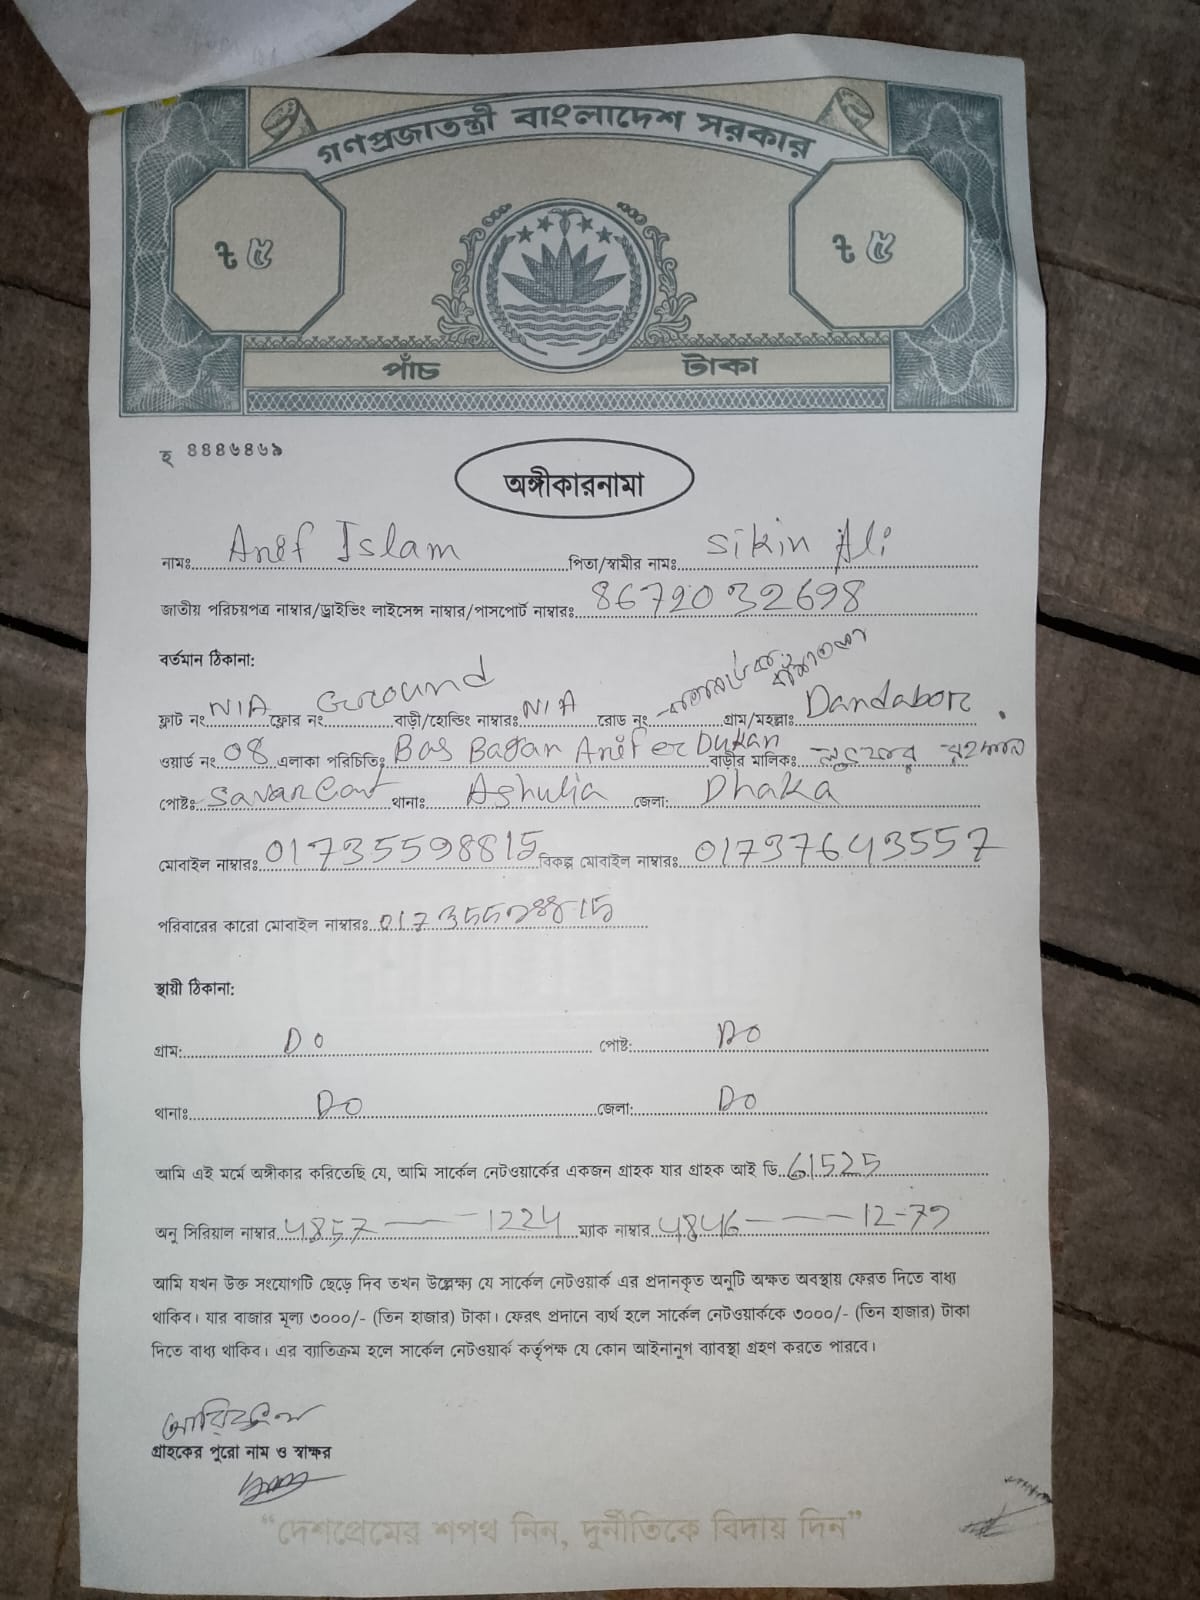 গণপ্রজাতন্ত্রী বাংলাদেশ সরকার
৳ ৫ ৳ ৫
পাঁচ টাকা
হ ৪৪৪৬৪৬৯
অঙ্গীকারনামা
নামঃ Arif Islam পিতা/স্বামীর নামঃ Sikin Ali
জাতীয় পরিচয়পত্র নাম্বার/ড্রাইভিং লাইসেন্স নাম্বার/পাসপোর্ট নাম্বারঃ 8672032698
বর্তমান ঠিকানা:
ফ্লাট নং N/A ফ্লোর নং Ground বাড়ী/হোল্ডিং নাম্বারঃ N/A রোড নং গ্রাম/মহল্লাঃ Dandabor
ওয়ার্ড নং 08 এলাকা পরিচিতিঃ Bas Bagan Arif er Dukan বাড়ীর মালিকঃ
পোষ্টঃ Savar Cant থানাঃ Ashulia জেলা: Dhaka
মোবাইল নাম্বারঃ 01735598815 বিকল্প মোবাইল নাম্বারঃ 01737643557
পরিবারের কারো মোবাইল নাম্বারঃ 01735598815
স্থায়ী ঠিকানা:
গ্রাম: DO পোষ্ট: DO
থানাঃ DO জেলা: DO
আমি এই মর্মে অঙ্গীকার করিতেছি যে, আমি সার্কেল নেটওয়ার্কের একজন গ্রাহক যার গ্রাহক আই ডি 61525
অনু সিরিয়াল নাম্বার 4857 — - 1224 ম্যাক নাম্বার 4846 - — - 12-79
আমি যখন উক্ত সংযোগটি ছেড়ে দিব তখন উল্লেক্ষ্য যে সার্কেল নেটওয়ার্ক এর প্রদানকৃত অনুটি অক্ষত অবস্থায় ফেরত দিতে বাধ্য
থাকিব। যার বাজার মূল্য ৩০০০/- (তিন হাজার) টাকা। ফেরৎ প্রদানে ব্যর্থ হলে সার্কেল নেটওয়ার্ককে ৩০০০/- (তিন হাজার) টাকা
দিতে বাধ্য থাকিব। এর ব্যাতিক্রম হলে সার্কেল নেটওয়ার্ক কর্তৃপক্ষ যে কোন আইনানুগ ব্যাবস্থা গ্রহণ করতে পারবে।
গ্রাহকের পুরো নাম ও স্বাক্ষর
“দেশপ্রেমের শপথ নিন, দুর্নীতিকে বিদায় দিন”